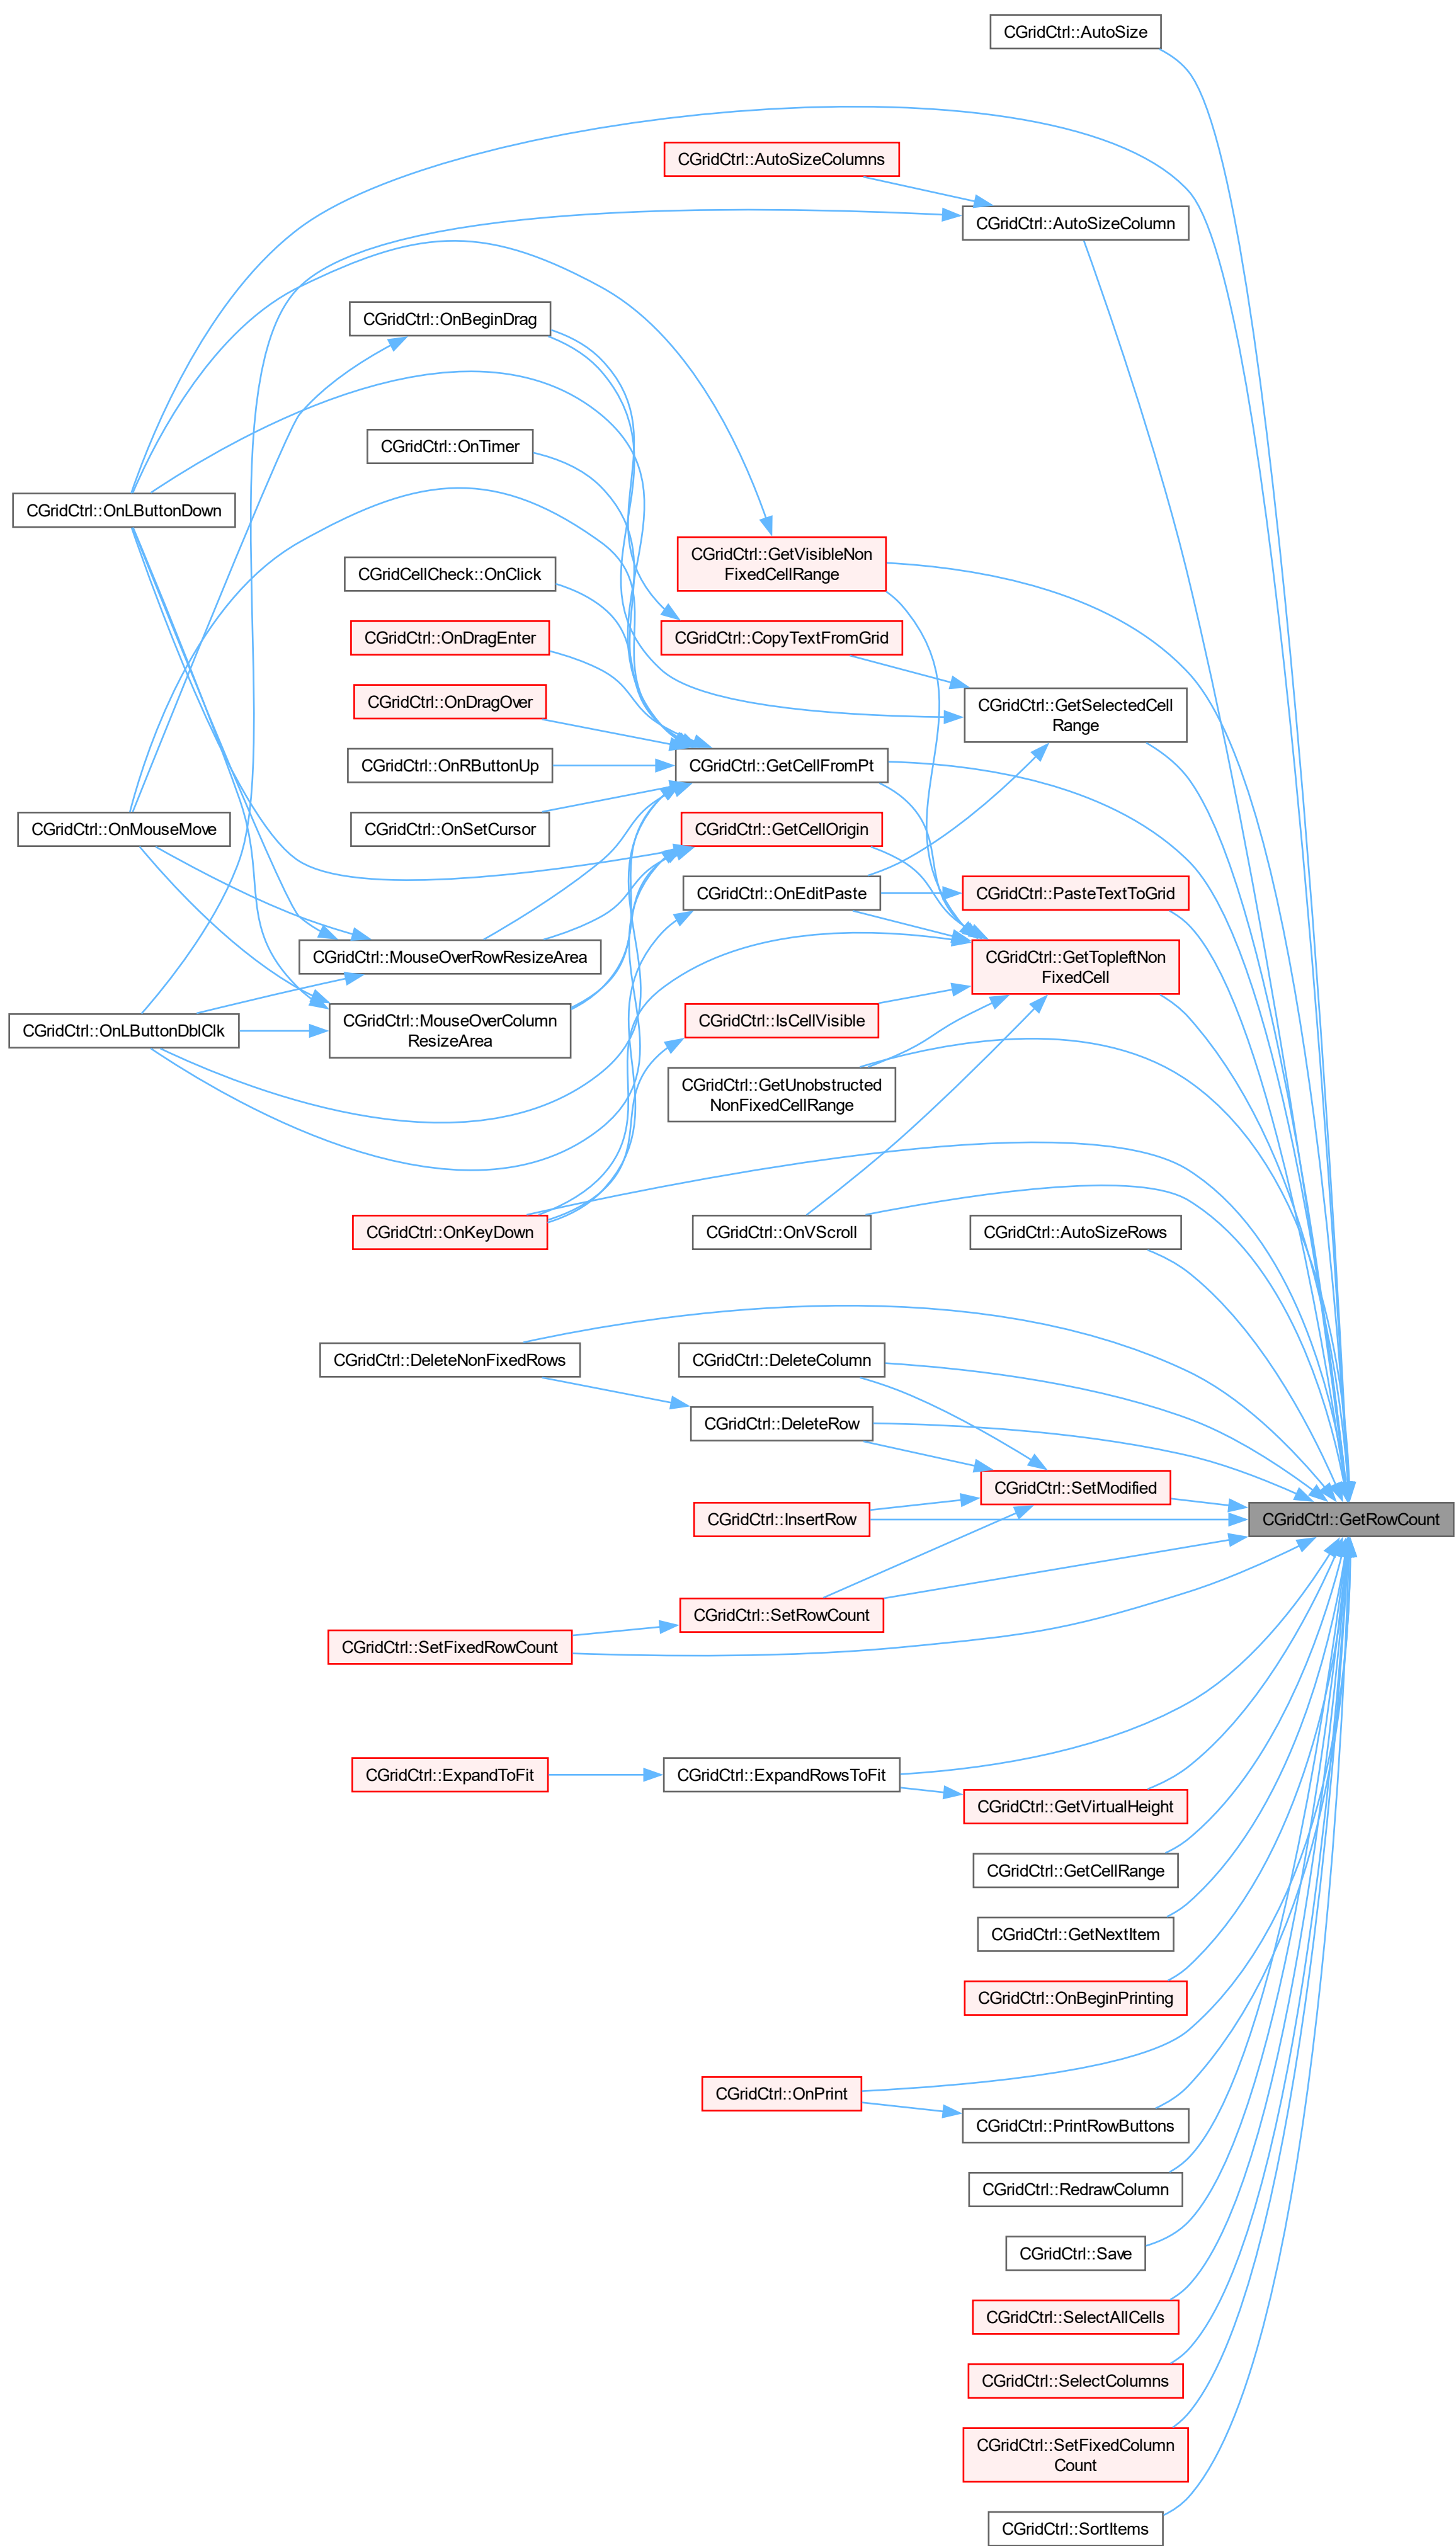 CGridCtrl::AutoSize
CGridCtrl::AutoSizeColumns
CGridCtrl::AutoSizeColumn
CGridCtrl::OnBeginDrag
CGridCtrl::OnTimer
CGridCtrl::OnLButtonDown
CGridCtrl::GetVisibleNon
FixedCellRange
CGridCellCheck::OnClick
CGridCtrl::OnDragEnter
CGridCtrl::CopyTextFromGrid
CGridCtrl::OnDragOver
CGridCtrl::GetSelectedCell
Range
CGridCtrl::OnRButtonUp
CGridCtrl::GetCellFromPt
CGridCtrl::OnMouseMove
CGridCtrl::OnSetCursor
CGridCtrl::GetCellOrigin
CGridCtrl::OnEditPaste
CGridCtrl::PasteTextToGrid
CGridCtrl::MouseOverRowResizeArea
CGridCtrl::GetTopleftNon
FixedCell
CGridCtrl::OnLButtonDblClk
CGridCtrl::MouseOverColumn
ResizeArea
CGridCtrl::IsCellVisible
CGridCtrl::GetUnobstructed
NonFixedCellRange
CGridCtrl::OnKeyDown
CGridCtrl::OnVScroll
CGridCtrl::AutoSizeRows
CGridCtrl::DeleteNonFixedRows
CGridCtrl::DeleteColumn
CGridCtrl::DeleteRow
CGridCtrl::SetModified
CGridCtrl::InsertRow
CGridCtrl::GetRowCount
CGridCtrl::SetRowCount
CGridCtrl::SetFixedRowCount
CGridCtrl::ExpandToFit
CGridCtrl::ExpandRowsToFit
CGridCtrl::GetVirtualHeight
CGridCtrl::GetCellRange
CGridCtrl::GetNextItem
CGridCtrl::OnBeginPrinting
CGridCtrl::OnPrint
CGridCtrl::PrintRowButtons
CGridCtrl::RedrawColumn
CGridCtrl::Save
CGridCtrl::SelectAllCells
CGridCtrl::SelectColumns
CGridCtrl::SetFixedColumn
Count
CGridCtrl::SortItems